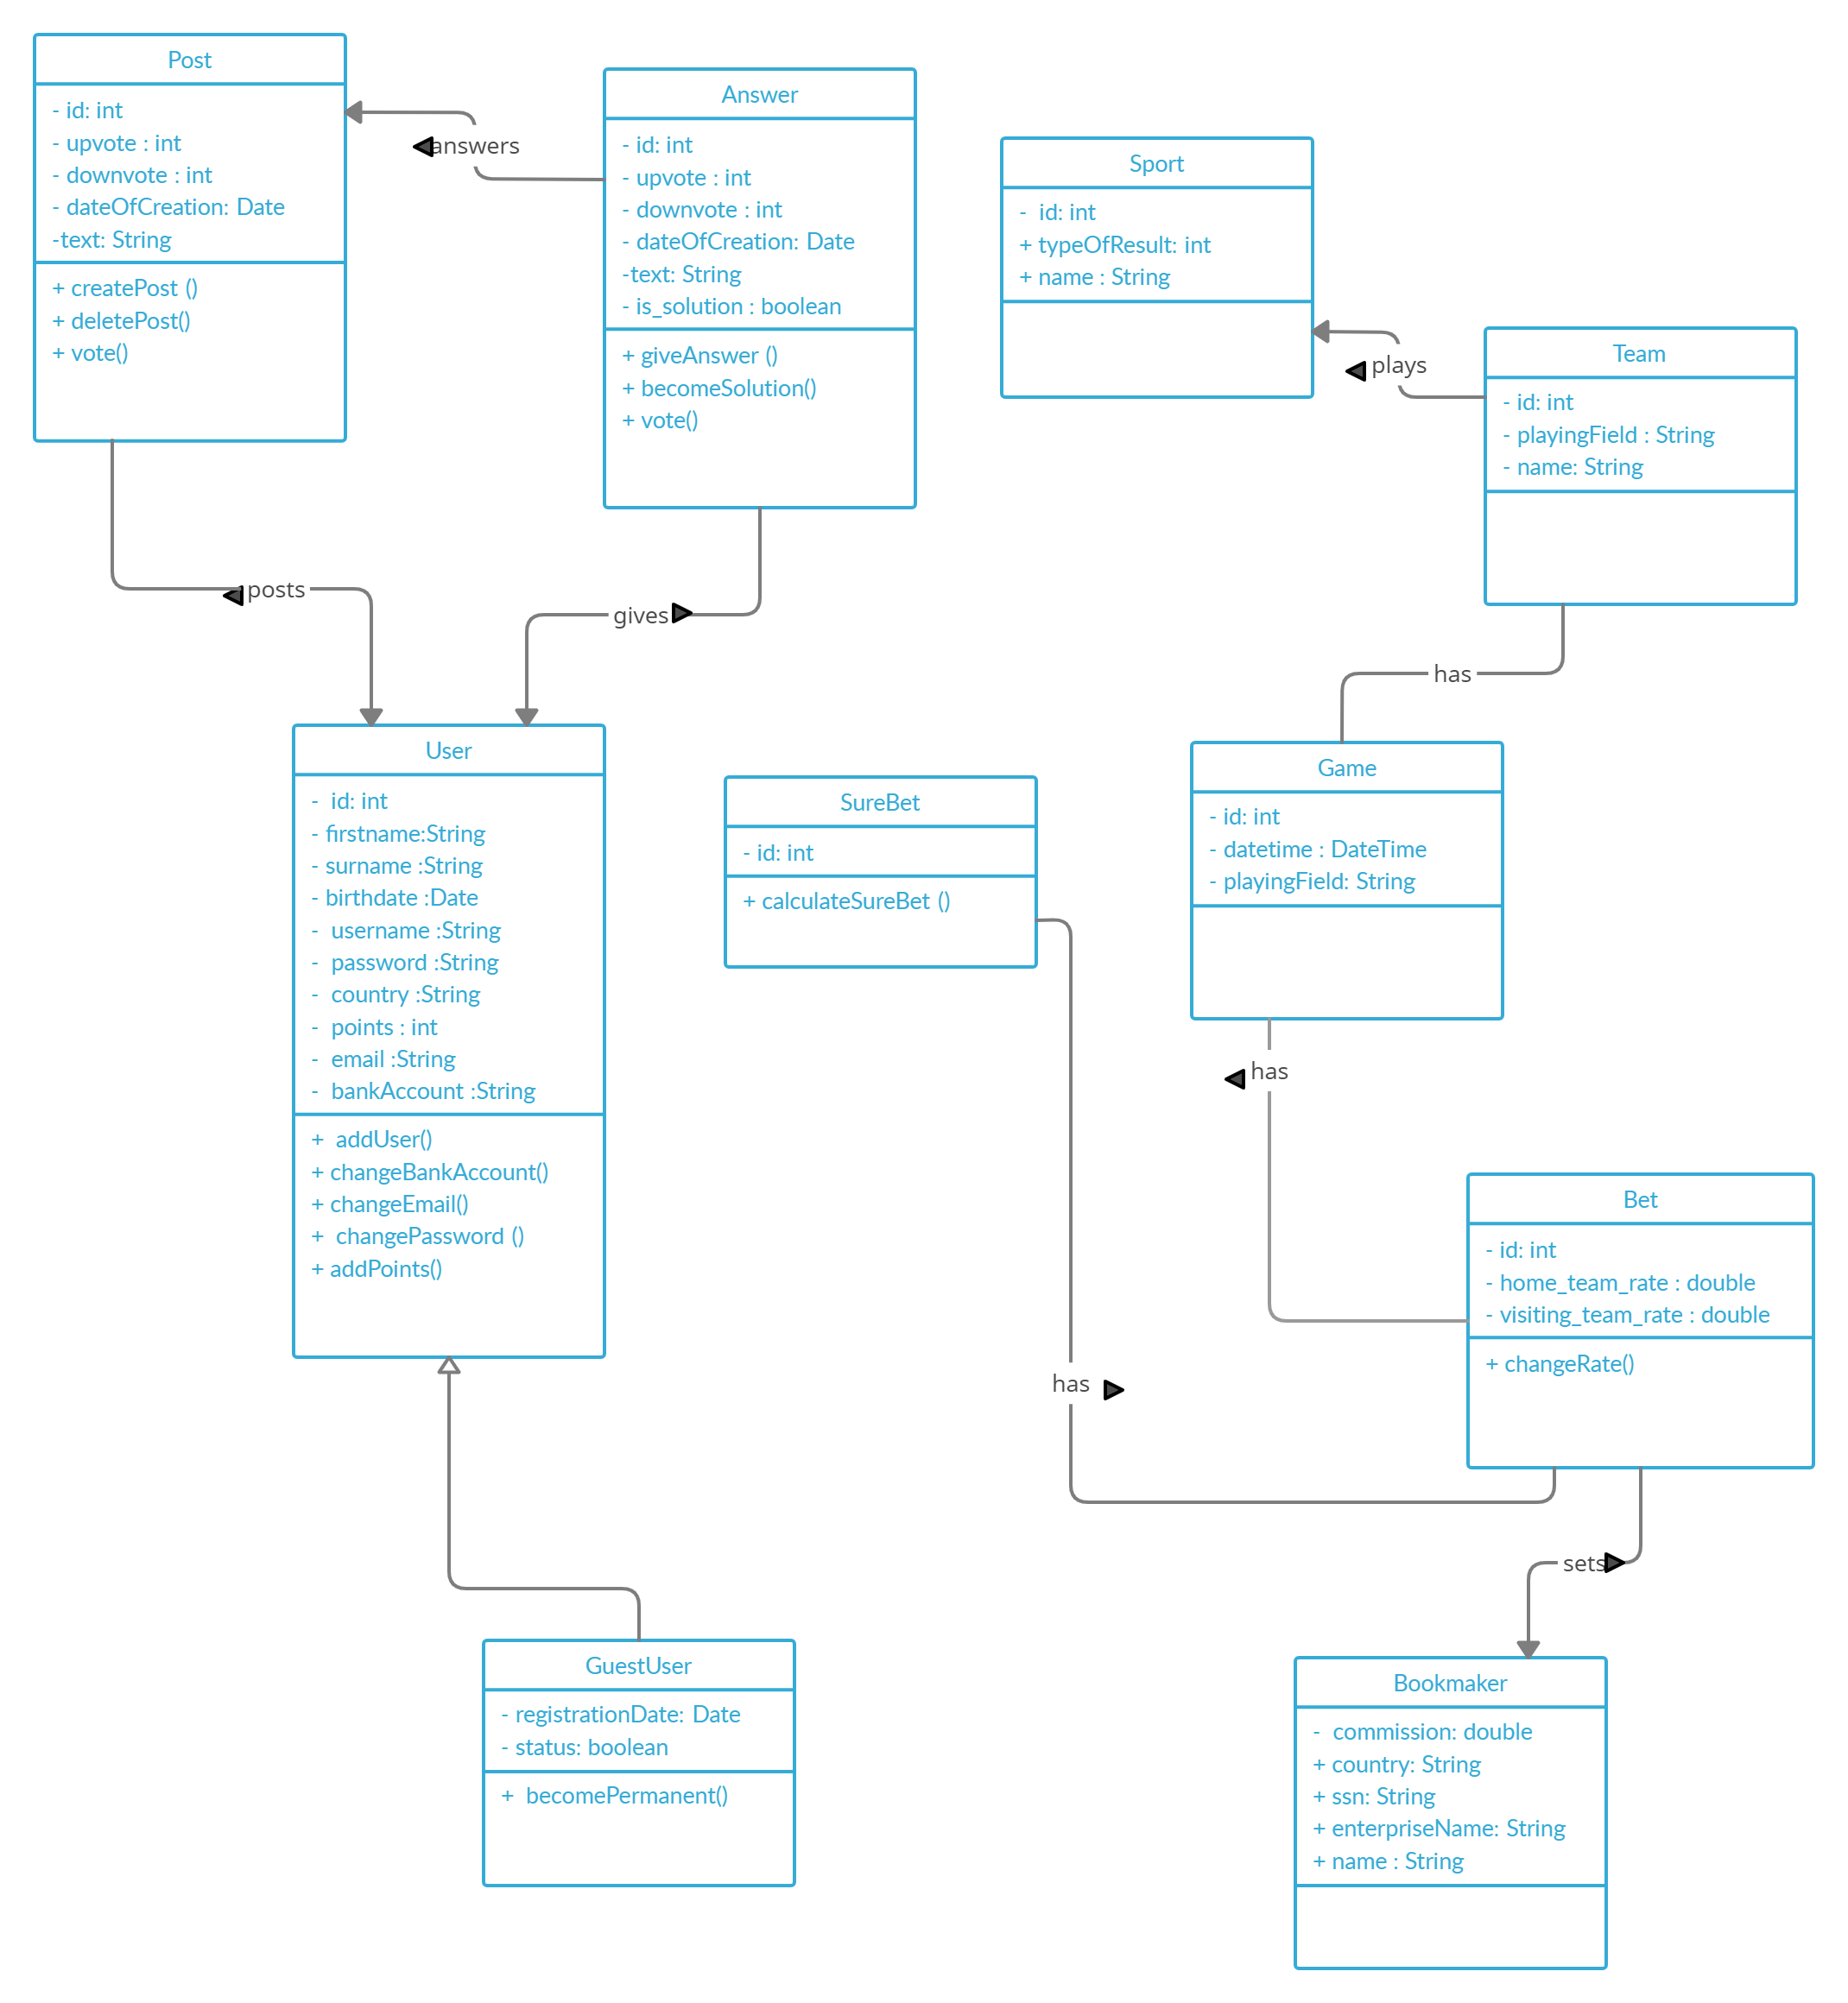 Post
- id: int
- upvote : int
- downvote : int
- dateOfCreation: Date
-text: String
+ createPost ()
+ deletePost()
+ vote()
answers
Answer
- id: int
- upvote : int
- downvote : int
- dateOfCreation: Date
-text: String
- is_solution : boolean
+ giveAnswer ()
+ becomeSolution()
+ vote()
Sport
-  id: int
+ typeOfResult: int
+ name : String
plays
Team
- id: int
- playingField : String
- name: String
posts
gives
has
User
-  id: int
- firstname:String
- surname :String
- birthdate :Date
-  username :String
-  password :String
-  country :String
-  points : int
-  email :String
-  bankAccount :String
+  addUser()
+ changeBankAccount()
+ changeEmail()
+  changePassword ()
+ addPoints()
SureBet
- id: int
+ calculateSureBet ()
Game
- id: int
- datetime : DateTime
- playingField: String
has
Bet
- id: int
- home_team_rate : double
- visiting_team_rate : double
+ changeRate()
has
sets
GuestUser
- registrationDate: Date
- status: boolean
+  becomePermanent()
Bookmaker
-  commission: double
+ country: String
+ ssn: String
+ enterpriseName: String
+ name : String